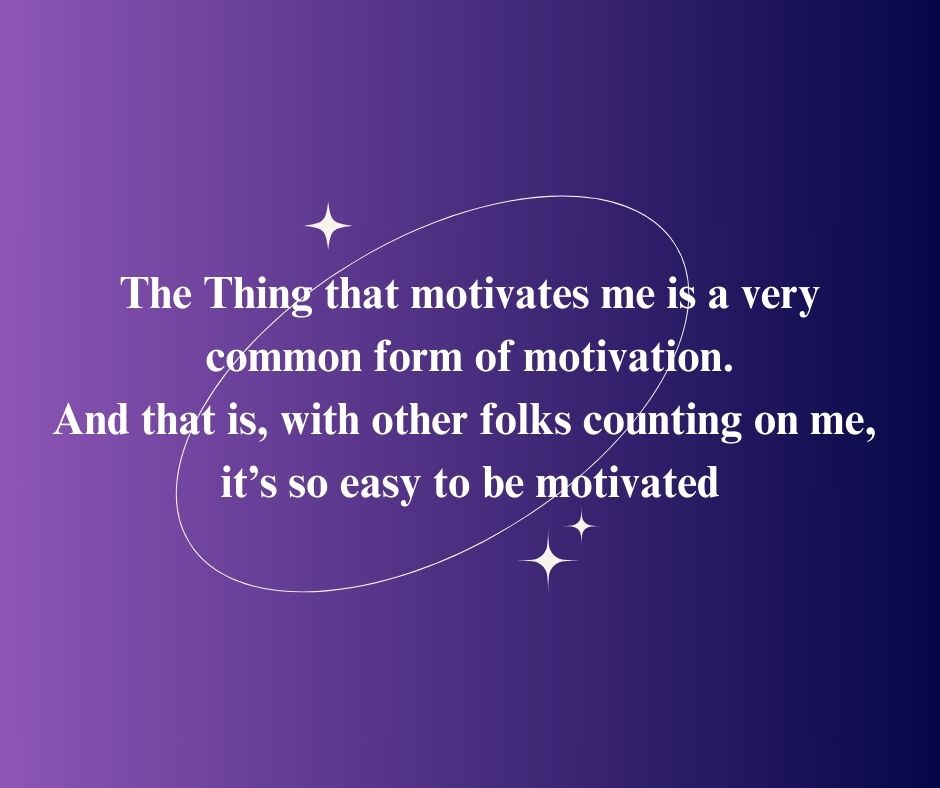 The Thing that motivates me is a very
common form of motivation.
And that is, with other folks counting on me,
it’s so easy to be motivated